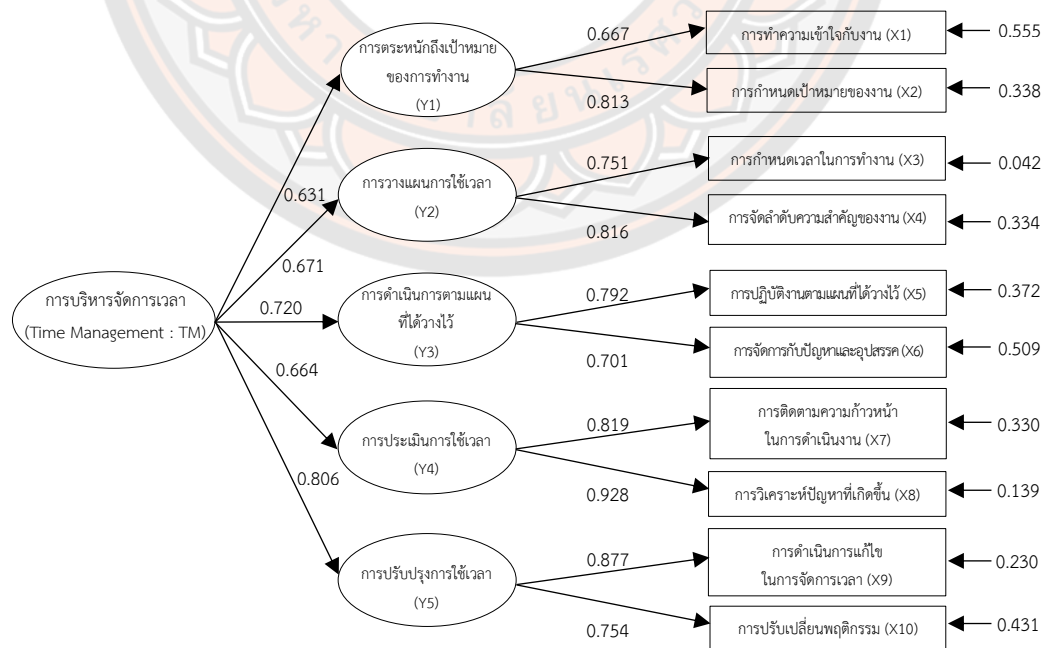 การตระหนักถึงเป้าหมาย
ของการทำงาน
(Y1)
0.667
การทำความเข้าใจกับงาน (X1)
0.555
0.813
การกำหนดเป้าหมายของงาน (X2)
0.338
0.631
การวางแผนการใช้เวลา
(Y2)
0.751
การกำหนดเวลาในการทำงาน (X3)
0.042
0.816
การจัดลำดับความสำคัญของงาน (X4)
0.334
0.671
การบริหารจัดการเวลา
(Time Management : TM)
0.720
การดำเนินการตามแผน
ที่ได้วางไว้
(Y3)
0.792
การปฏิบัติงานตามแผนที่ได้วางไว้ (X5)
0.372
0.701
การจัดการกับปัญหาและอุปสรรค (X6)
0.509
0.664
การประเมินการใช้เวลา
(Y4)
0.819
การติดตามความก้าวหน้า
ในการดำเนินงาน (X7)
0.330
0.928
การวิเคราะห์ปัญหาที่เกิดขึ้น (X8)
0.139
0.806
การปรับปรุงการใช้เวลา
(Y5)
0.877
การดำเนินการแก้ไข
ในการจัดการเวลา (X9)
0.230
0.754
การปรับเปลี่ยนพฤติกรรม (X10)
0.431